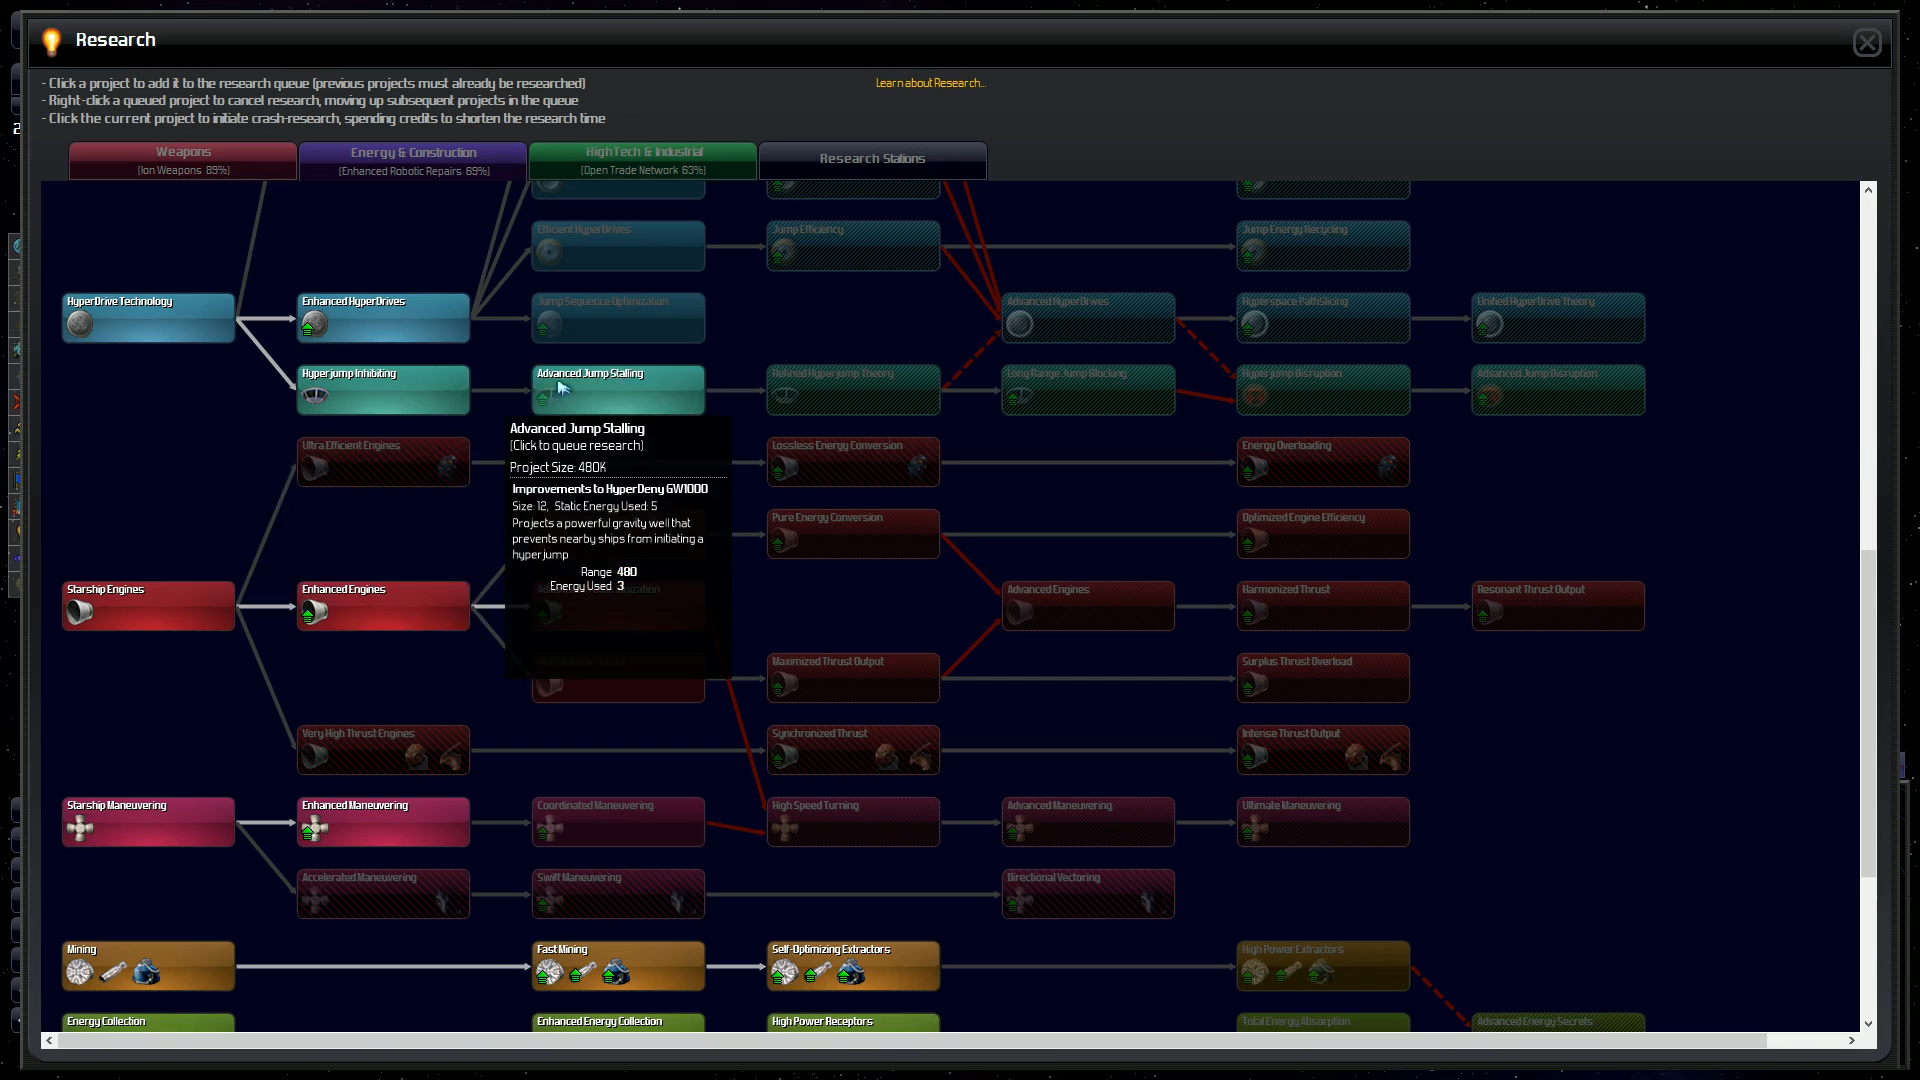 Research
- Click a project to add it to the research queue (previous projects must already be researched)
Learn about Research...
- Right-click a queued project to cancel research, moving up subsequent projects in the queue
- Click the current project to initiate crash-research, spending credits to shorten the research time
Weapons
(Ion Weapons 89%)
Energy & Construction
(Enhanced Robotic Repairs 69%)
HighTech & Industrial
(Open Trade Network 63%)
Research Stations
Efficient HyperDrives
Jump Efficiency
Jump Energy Recycling
HyperDrive Technology
Enhanced HyperDrives
Jump Sequence Optimization
Advanced HyperDrives
Hyperspace PathSlicing
Unified HyperDrive Theory
Hyperjump Inhibiting
Advanced Jump Stalling
Refined Hyperjump Theory
Long Range Jump Blocking
Hyperjump Disruption
Advanced Jump Disruption
Advanced Jump Stalling
(Click to queue research)
Project Size: 480K
Improvements to HyperDeny GW1000
Size: 12, Static Energy Used: 5
Projects a powerful gravity well that
prevents nearby ships from initiating a
hyperjump
Range 480
Energy Used 3
Ultra Efficient Engines
Lossless Energy Conversion
Energy Overloading
Pure Energy Conversion
Optimized Engine Efficiency
Starship Engines
Enhanced Engines
Advanced Engines
Harmonized Thrust
Resonant Thrust Output
Maximized Thrust Output
Surplus Thrust Overload
Very High Thrust Engines
Synchronized Thrust
Intense Thrust Output
Starship Maneuvering
Enhanced Maneuvering
Coordinated Maneuvering
High Speed Turning
Advanced Maneuvering
Ultimate Maneuvering
Accelerated Maneuvering
Swift Maneuvering
Directional Vectoring
Mining
Fast Mining
Self-Optimizing Extractors
High Power Extractors
Energy Collection
Enhanced Energy Collection
High Power Receptors
Total Energy Absorption
Advanced Energy Secrets